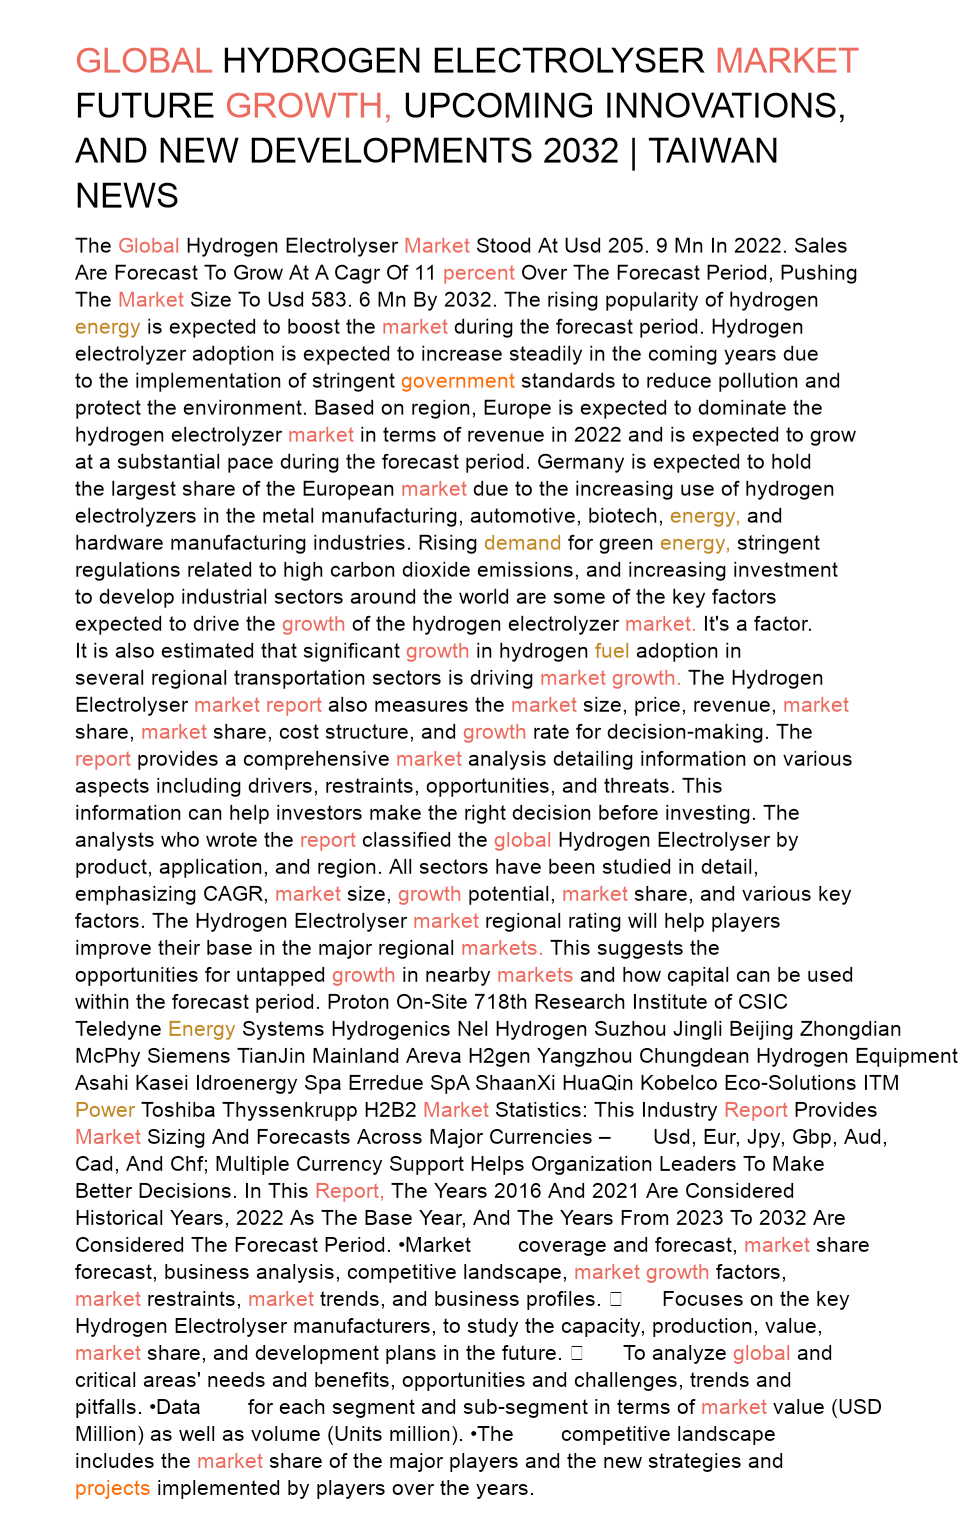 GLOBAL HYDROGEN ELECTROLYSER MARKET
FUTURE GROWTH, UPCOMING INNOVATIONS,
AND NEW DEVELOPMENTS 2032 | TAIWAN
NEWS
The Global Hydrogen Electrolyser Market Stood At Usd 205. 9 Mn In 2022. Sales
Are Forecast To Grow At A Cagr Of 11 percent Over The Forecast Period, Pushing
The Market Size To Usd 583. 6 Mn By 2032. The rising popularity of hydrogen
energy is expected to boost the market during the forecast period. Hydrogen
electrolyzer adoption is expected to increase steadily in the coming years due
to the implementation of stringent government standards to reduce pollution and
protect the environment. Based on region, Europe is expected to dominate the
hydrogen electrolyzer market in terms of revenue in 2022 and is expected to grow
at a substantial pace during the forecast period. Germany is expected to hold
the largest share of the European market due to the increasing use of hydrogen
electrolyzers in the metal manufacturing, automotive, biotech, energy, and
hardware manufacturing industries. Rising demand for green energy, stringent
regulations related to high carbon dioxide emissions, and increasing investment
to develop industrial sectors around the world are some of the key factors
expected to drive the growth of the hydrogen electrolyzer market. It's a factor.
It is also estimated that significant growth in hydrogen fuel adoption in
several regional transportation sectors is driving market growth. The Hydrogen
Electrolyser market report also measures the market size, price, revenue, market
share, market share, cost structure, and growth rate for decision-making. The
report provides a comprehensive market analysis detailing information on various
aspects including drivers, restraints, opportunities, and threats. This
information can help investors make the right decision before investing. The
analysts who wrote the report classified the global Hydrogen Electrolyser by
product, application, and region. All sectors have been studied in detail,
emphasizing CAGR, market size, growth potential, market share, and various key
factors. The Hydrogen Electrolyser market regional rating will help players
improve their base in the major regional markets. This suggests the
opportunities for untapped growth in nearby markets and how capital can be used
within the forecast period. Proton On-Site 718th Research Institute of CSIC
Teledyne Energy Systems Hydrogenics Nel Hydrogen Suzhou Jingli Beijing Zhongdian
McPhy Siemens TianJin Mainland Areva H2gen Yangzhou Chungdean Hydrogen Equipment
Asahi Kasei Idroenergy Spa Erredue SpA ShaanXi HuaQin Kobelco Eco-Solutions ITM
Power Toshiba Thyssenkrupp H2B2 Market Statistics: This Industry Report Provides
Market Sizing And Forecasts Across Major Currencies – Usd, Eur, Jpy, Gbp, Aud,
Cad, And Chf; Multiple Currency Support Helps Organization Leaders To Make
Better Decisions. In This Report, The Years 2016 And 2021 Are Considered
Historical Years, 2022 As The Base Year, And The Years From 2023 To 2032 Are
Considered The Forecast Period. •Market coverage and forecast, market share
forecast, business analysis, competitive landscape, market growth factors,
market restraints, market trends, and business profiles. Focuses on the key
Hydrogen Electrolyser manufacturers, to study the capacity, production, value,
market share, and development plans in the future. To analyze global and
critical areas' needs and benefits, opportunities and challenges, trends and
pitfalls. •Data for each segment and sub-segment in terms of market value (USD
Million) as well as volume (Units million). •The competitive landscape
includes the market share of the major players and the new strategies and
projects implemented by players over the years.